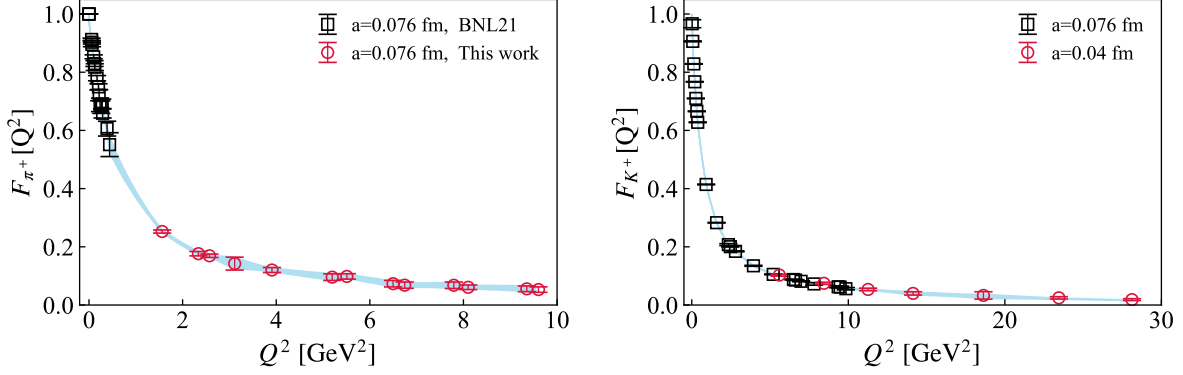 a=0.076 fm, BNL21
a=0.076 fm, This work
F_{π^+}[Q^2]
1.0
0.8
0.6
0.4
0.2
0.0
0 2 4 6 8 10
Q^2 [GeV^2]
a=0.076 fm
a=0.04 fm
F_{K^+}[Q^2]
1.0
0.8
0.6
0.4
0.2
0.0
0 10 20 30
Q^2 [GeV^2]